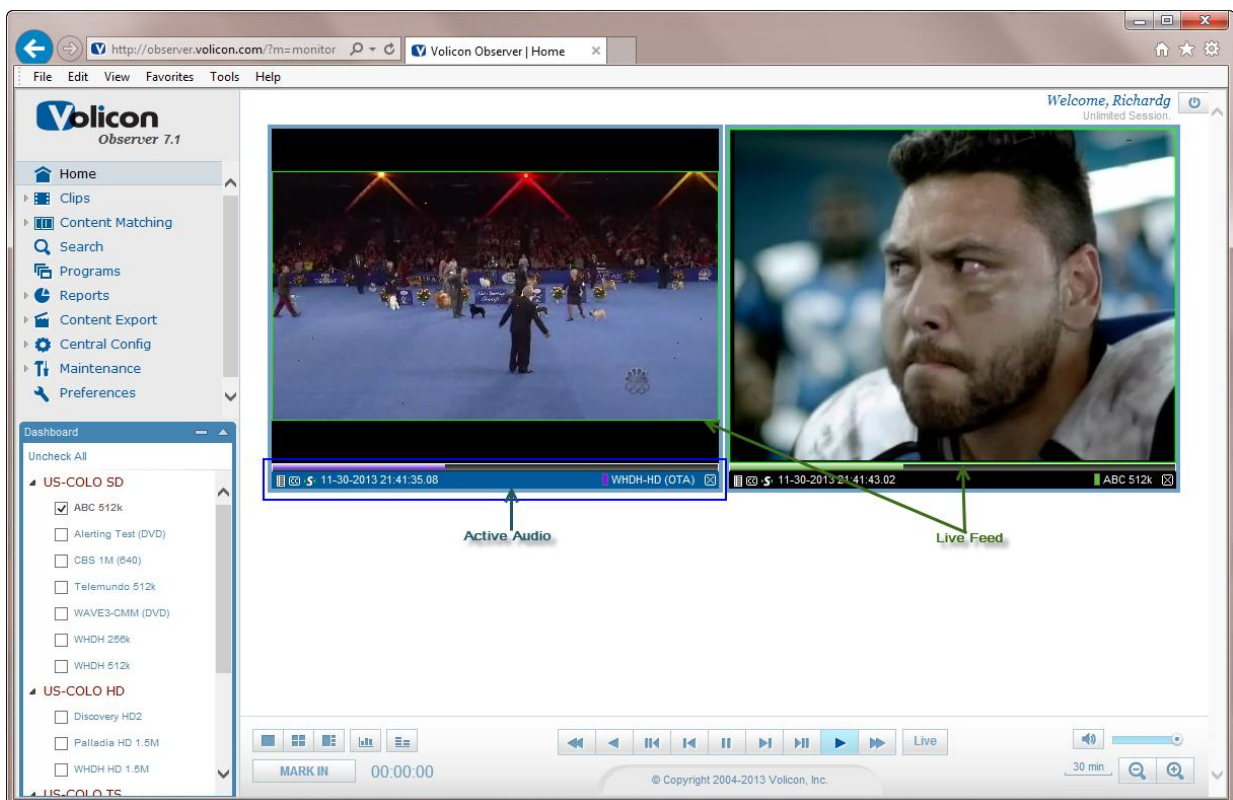 http://observer.volicon.com/?m=monitor
Volicon Observer | Home
File Edit View Favorites Tools Help
Volicon
Observer 7.1
Welcome, Richardg
Unlimited Session.
Home
Clips
Content Matching
Search
Programs
Reports
Content Export
Central Config
Maintenance
Preferences
Dashboard
Uncheck All
US-COLO SD
ABC 512k
Alerting Test (DVD)
CBS 1M (640)
Telemundo 512k
WAVE3-CMM (DVD)
WHDH 256k
WHDH 512k
US-COLO HD
Discovery HD2
Palladia HD 1.5M
WHDH HD 1.5M
US-COLO TS
CC S 11-30-2013 21:41:35.08 WHDH-HD (OTA)
CC S 11-30-2013 21:41:43.02 ABC 512k
Active Audio
Live Feed
Live
MARK IN 00:00:00
30 min
© Copyright 2004-2013 Volicon, Inc.